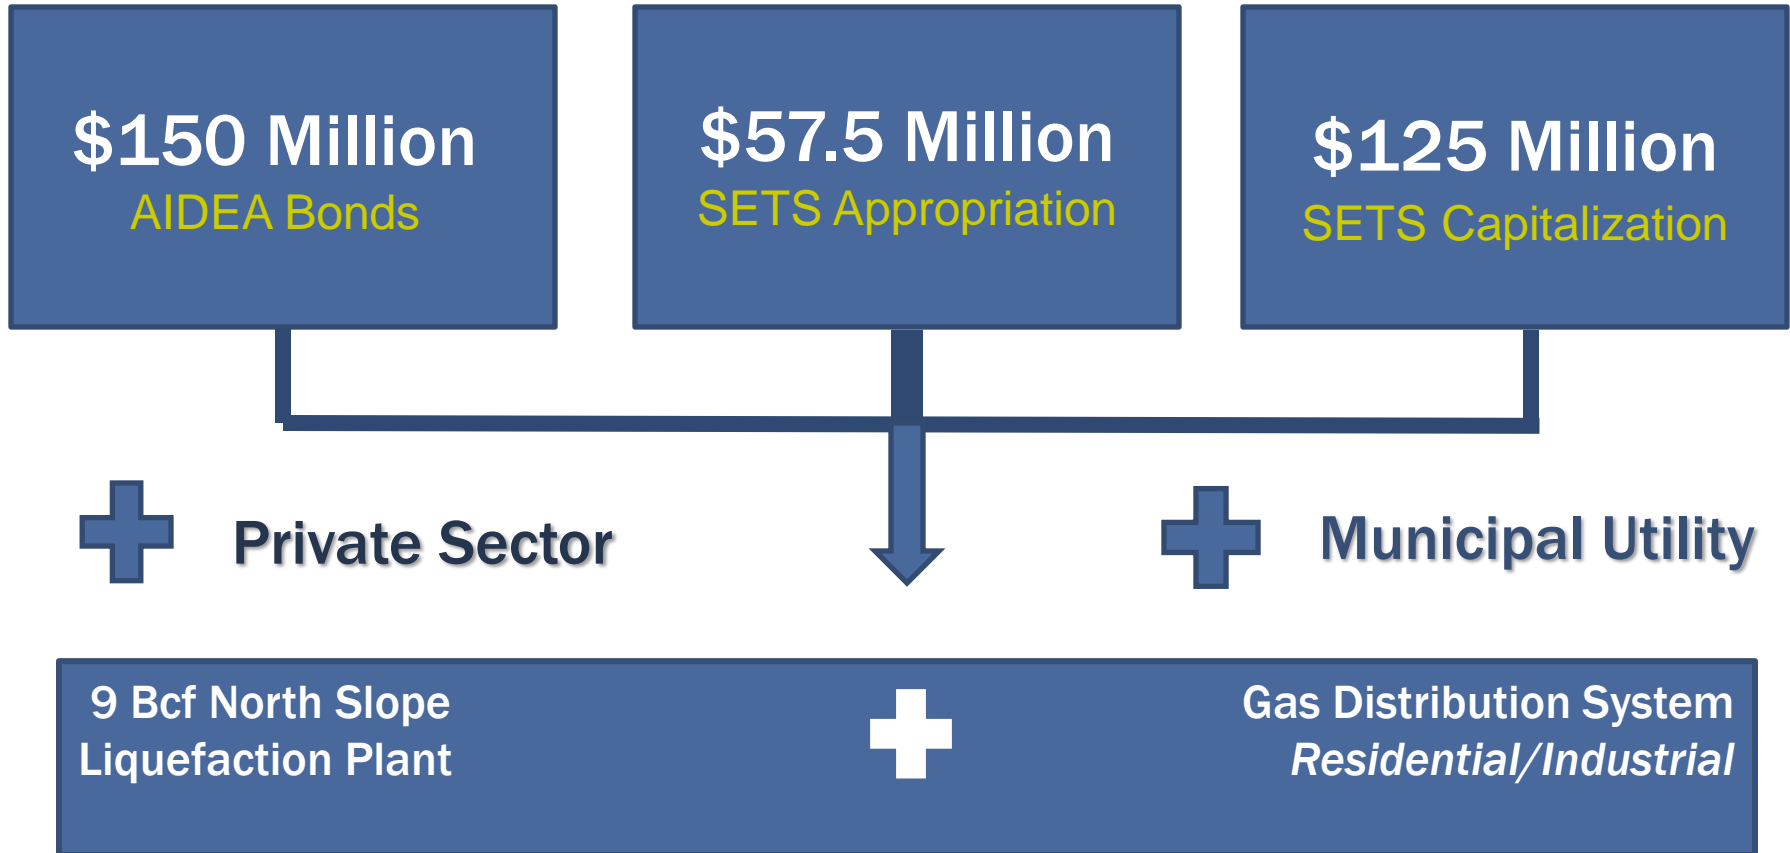 $150 Million
AIDEA Bonds
$57.5 Million
SETS Appropriation
$125 Million
SETS Capitalization
Private Sector
Municipal Utility
9 Bcf North Slope
Liquefaction Plant
Gas Distribution System
Residential/Industrial